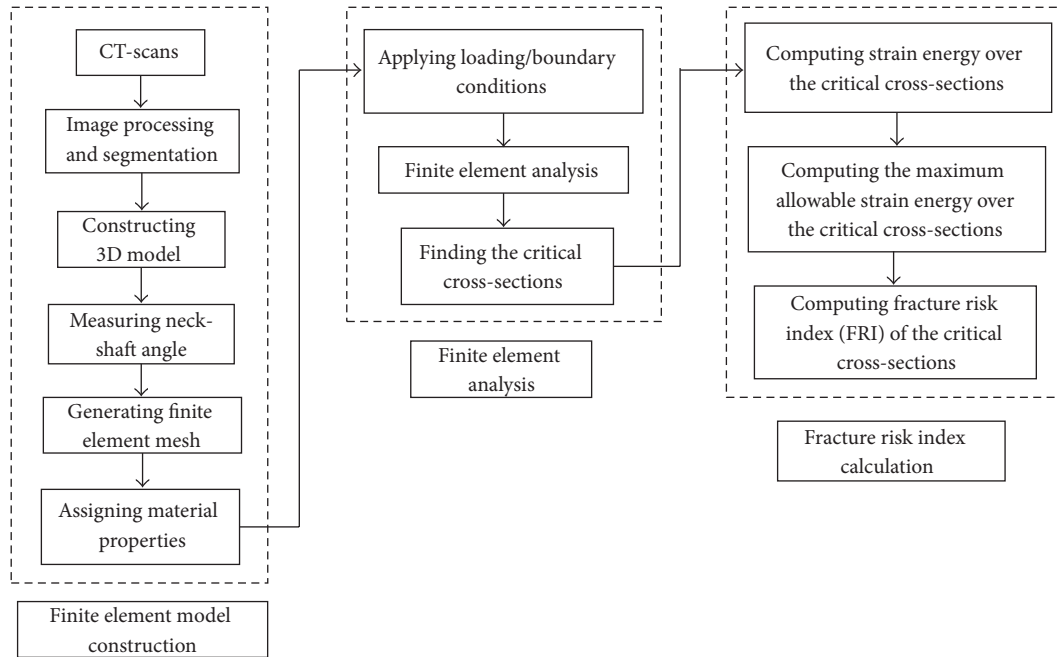 CT-scans
Image processing
and segmentation
Constructing
3D model
Measuring neck-
shaft angle
Generating finite
element mesh
Assigning material
properties
Finite element model
construction
Applying loading/boundary
conditions
Finite element analysis
Finding the critical
cross-sections
Finite element
analysis
Computing strain energy over
the critical cross-sections
Computing the maximum
allowable strain energy over
the critical cross-sections
Computing fracture risk
index (FRI) of the critical
cross-sections
Fracture risk index
calculation